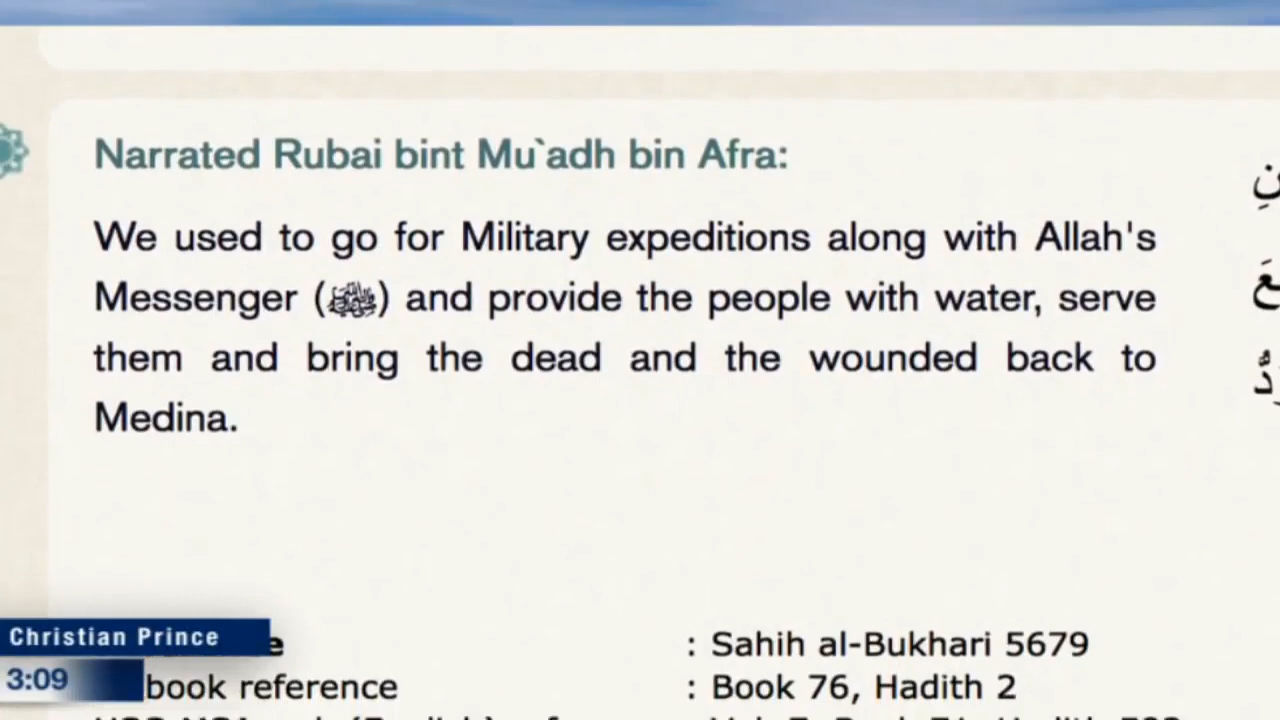 Narrated Rubai bint Mu`adh bin Afra:
We used to go for Military expeditions along with Allah's
Messenger (ﷺ) and provide the people with water, serve
them and bring the dead and the wounded back to
Medina.
Christian Prince
: Sahih al-Bukhari 5679
3:09
book reference : Book 76, Hadith 2